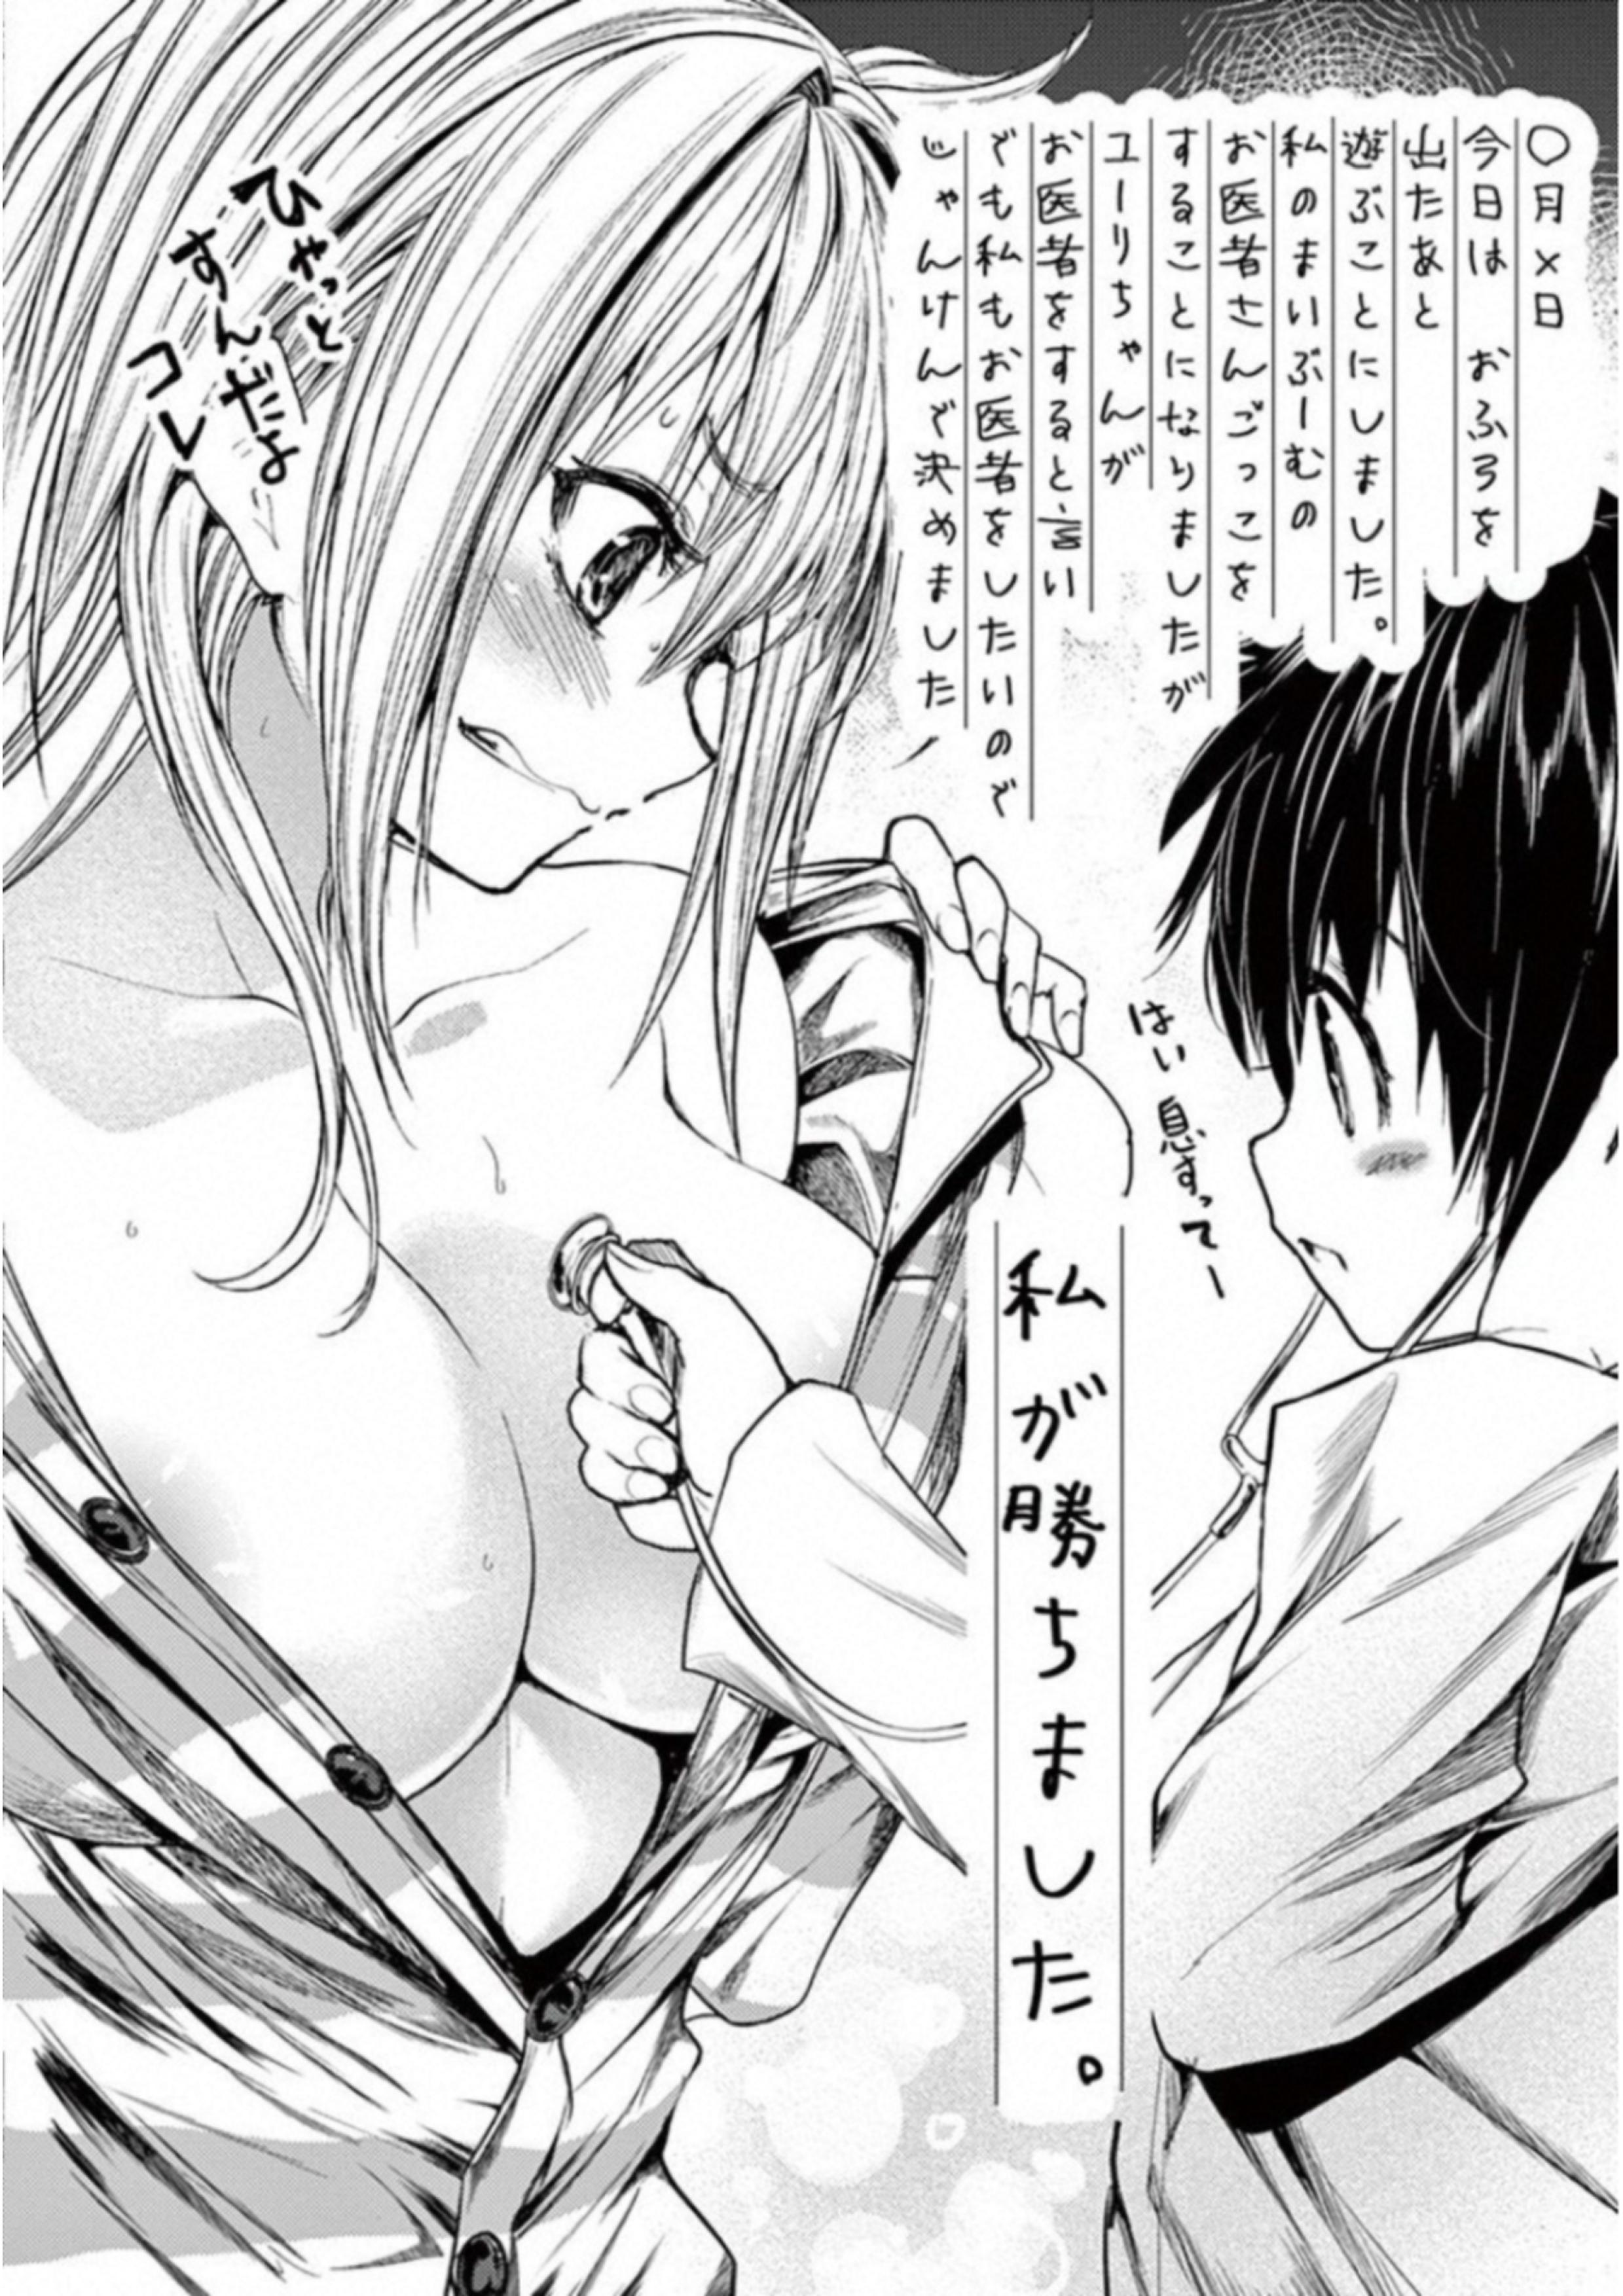 〇月×日
今日は おふろを
出たあと
遊ぶことにしました。
私のまいぶーむの
お医者さんごっこを
することになりましたが
ユーリちゃんが
お医者をすると言い
でも私もお医者をしたいので
じゃんけんで決めました
ひゃっと
すんだよ
コレ
はい 息すってー
私が勝ちました。